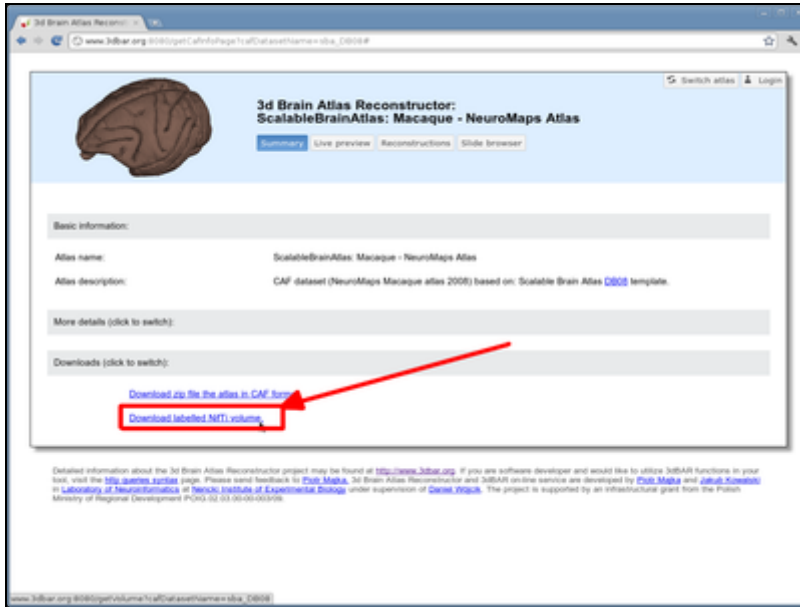 3d Brain Atlas Reconst
www.3dbar.org:8080/getCafInfoPage?cafDatasetName=sba_DB08#
Switch atlas Login
3d Brain Atlas Reconstructor:
ScalableBrainAtlas: Macaque - NeuroMaps Atlas
Summary Live preview Reconstructions Slide browser
Basic information:
Atlas name: ScalableBrainAtlas: Macaque - NeuroMaps Atlas
Atlas description: CAF dataset (NeuroMaps Macaque atlas 2008) based on: Scalable Brain Atlas DB08 template.
More details (click to switch):
Downloads (click to switch):
Download zip file the atlas in CAF form
Download labelled NifTi volume
Detailed information about the 3d Brain Atlas Reconstructor project may be found at http://www.3dbar.org. If you are software developer and would like to utilize 3dBAR functions in your
tool, visit the http queries syntax page. Please send feedback to Piotr Majka. 3d Brain Atlas Reconstructor and 3dBAR on-line service are developed by Piotr Majka and Jakub Kowalski
in Laboratory of Neuroinformatics at Nencki Institute of Experimental Biology under supervision of Daniel Wójcik. The project is supported by an infrastructural grant from the Polish
Ministry of Regional Development POIG.02.03.00-00-003/09.
www.3dbar.org:8080/getVolume?cafDatasetName=sba_DB08